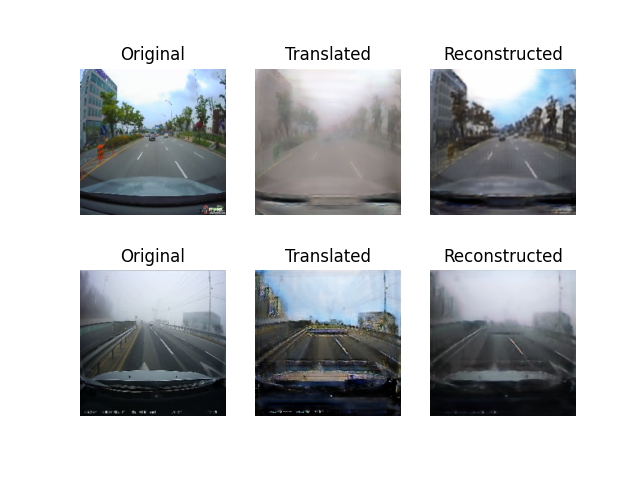 Original
Translated
Reconstructed
Original
Translated
Reconstructed